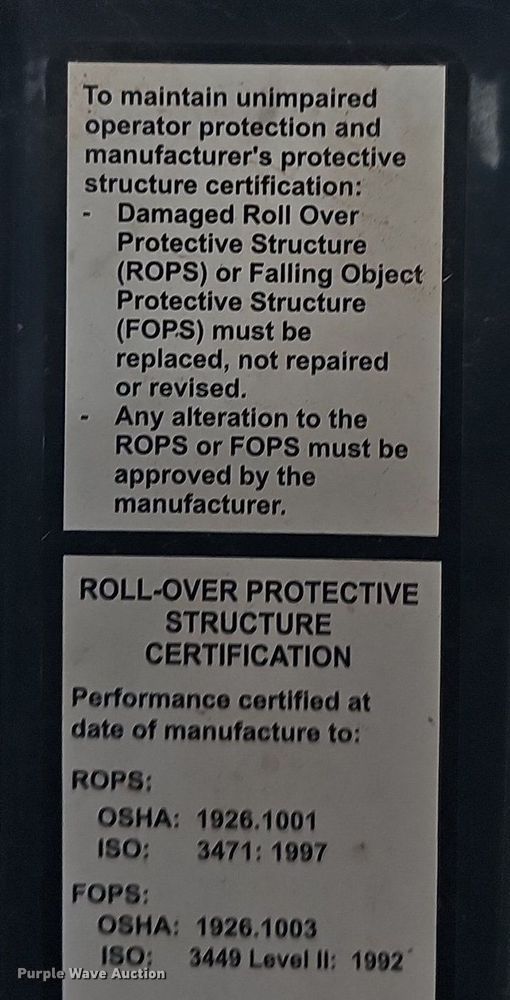 To maintain unimpaired
operator protection and
manufacturer's protective
structure certification:
- Damaged Roll Over
Protective Structure
(ROPS) or Falling Object
Protective Structure
(FOPS) must be
replaced, not repaired
or revised.
- Any alteration to the
ROPS or FOPS must be
approved by the
manufacturer.
ROLL-OVER PROTECTIVE
STRUCTURE
CERTIFICATION
Performance certified at
date of manufacture to:
ROPS:
OSHA: 1926.1001
ISO: 3471: 1997
FOPS:
OSHA: 1926.1003
ISO: 3449 Level II: 1992
Purple Wave Auction